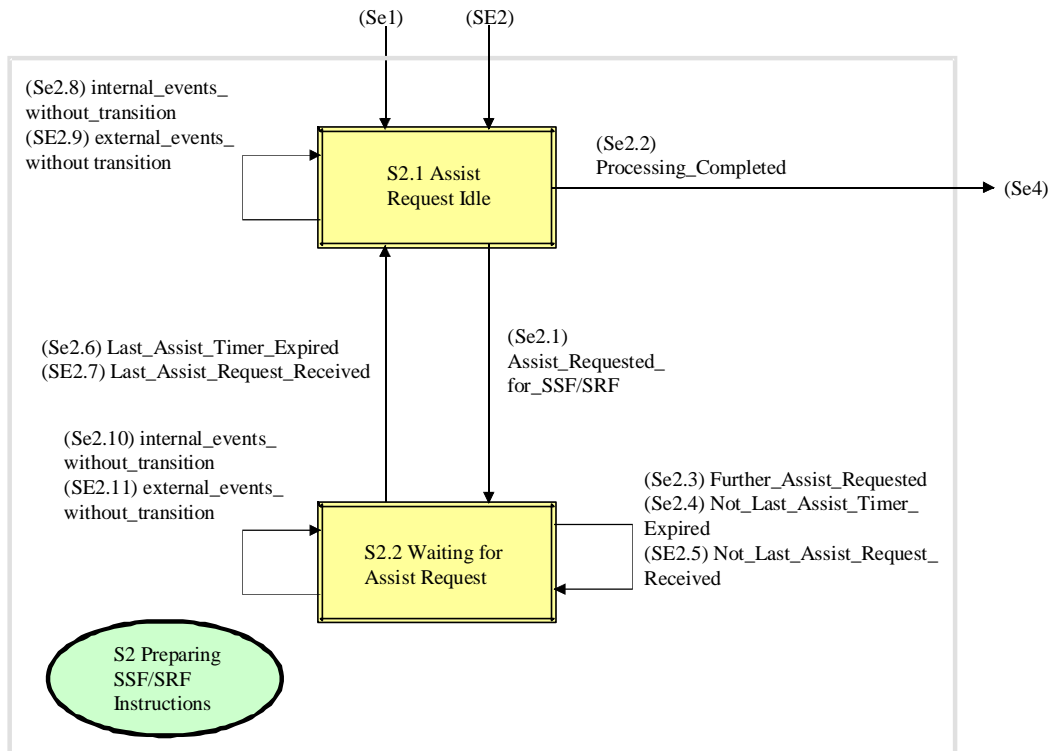 (Se1)
(SE2)
(Se2.8) internal_events_
without_transition
(SE2.9) external_events_
without transition
S2.1 Assist
Request Idle
(Se2.2)
Processing_Completed
(Se4)
(Se2.6) Last_Assist_Timer_Expired
(SE2.7) Last_Assist_Request_Received
(Se2.1)
Assist_Requested_
for_SSF/SRF
(Se2.10) internal_events_
without_transition
(SE2.11) external_events_
without_transition
S2.2 Waiting for
Assist Request
(Se2.3) Further_Assist_Requested
(Se2.4) Not_Last_Assist_Timer_
Expired
(SE2.5) Not_Last_Assist_Request_
Received
S2 Preparing
SSF/SRF
Instructions